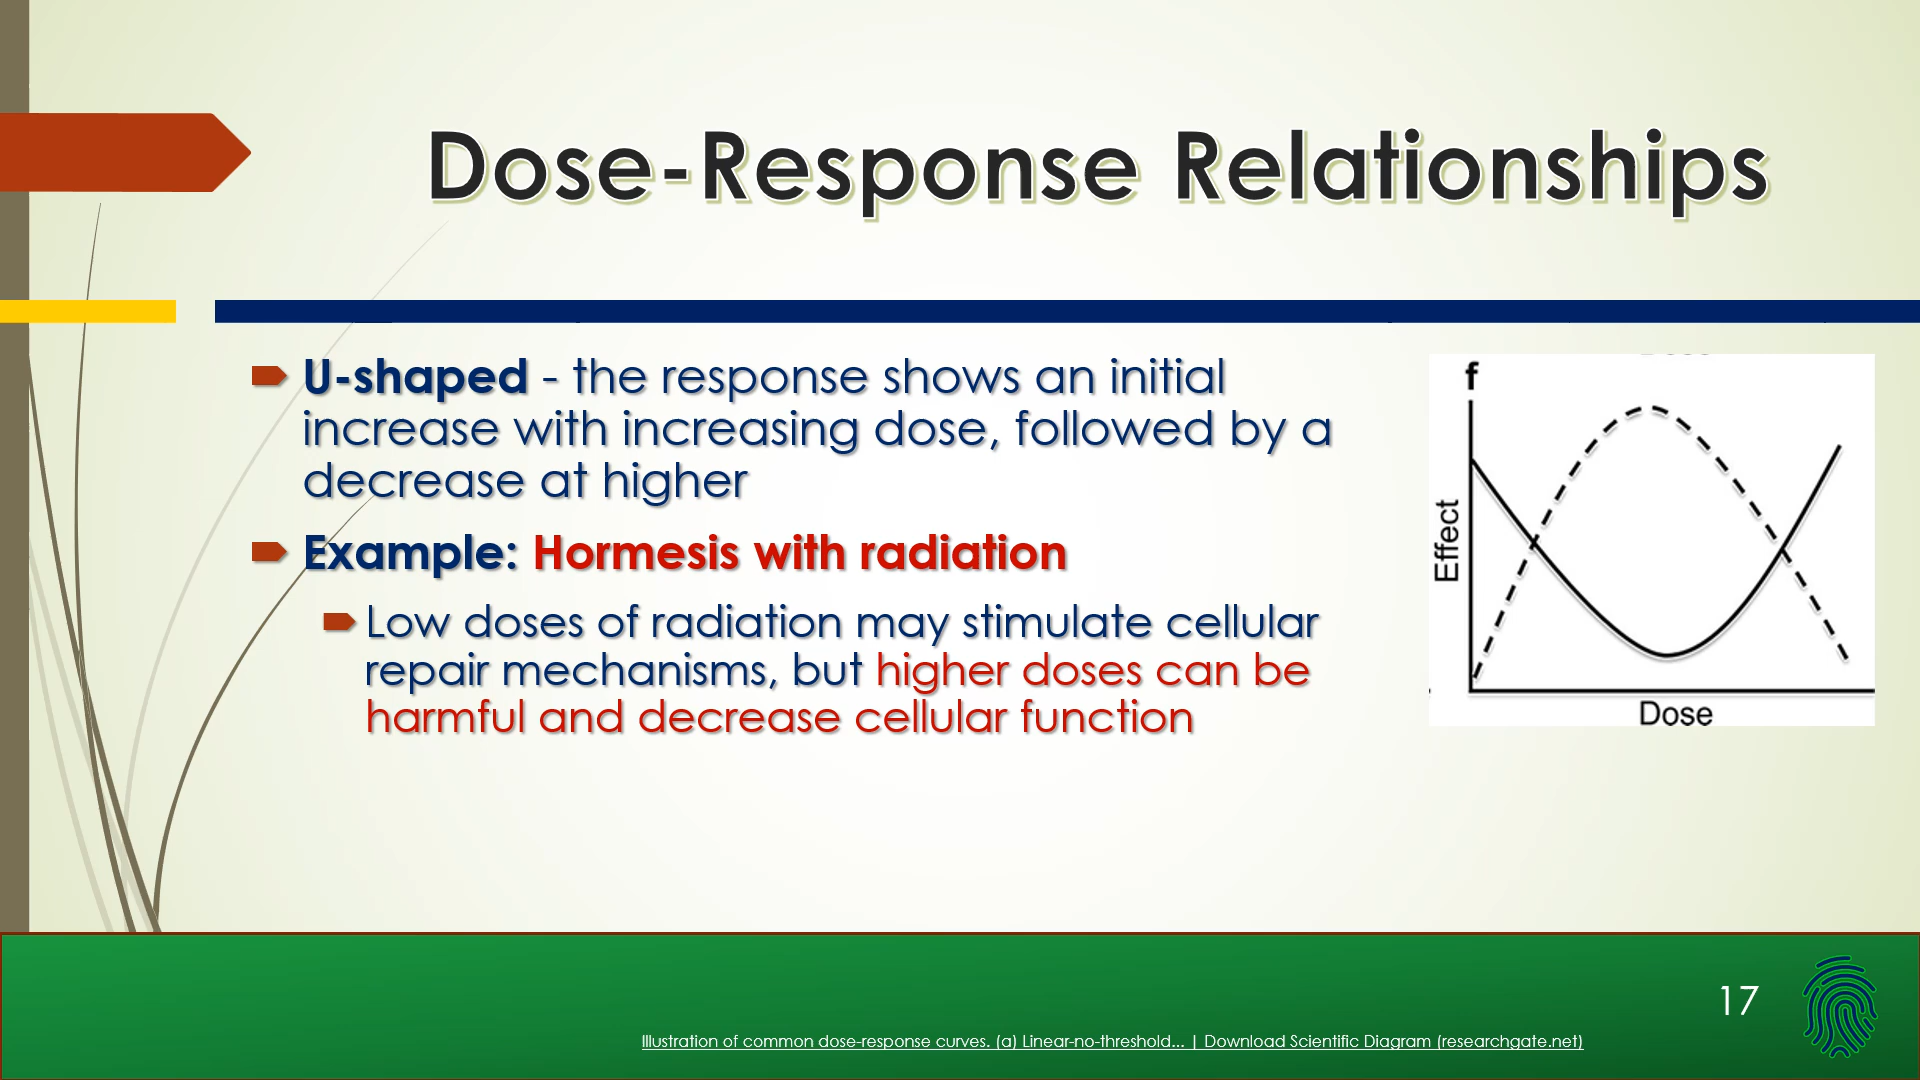 Dose-Response Relationships
U-shaped - the response shows an initial
increase with increasing dose, followed by a
decrease at higher
Example: Hormesis with radiation
Low doses of radiation may stimulate cellular
repair mechanisms, but higher doses can be
harmful and decrease cellular function
f
Effect
Dose
17
Illustration of common dose-response curves. (a) Linear-no-threshold... | Download Scientific Diagram (researchgate.net)